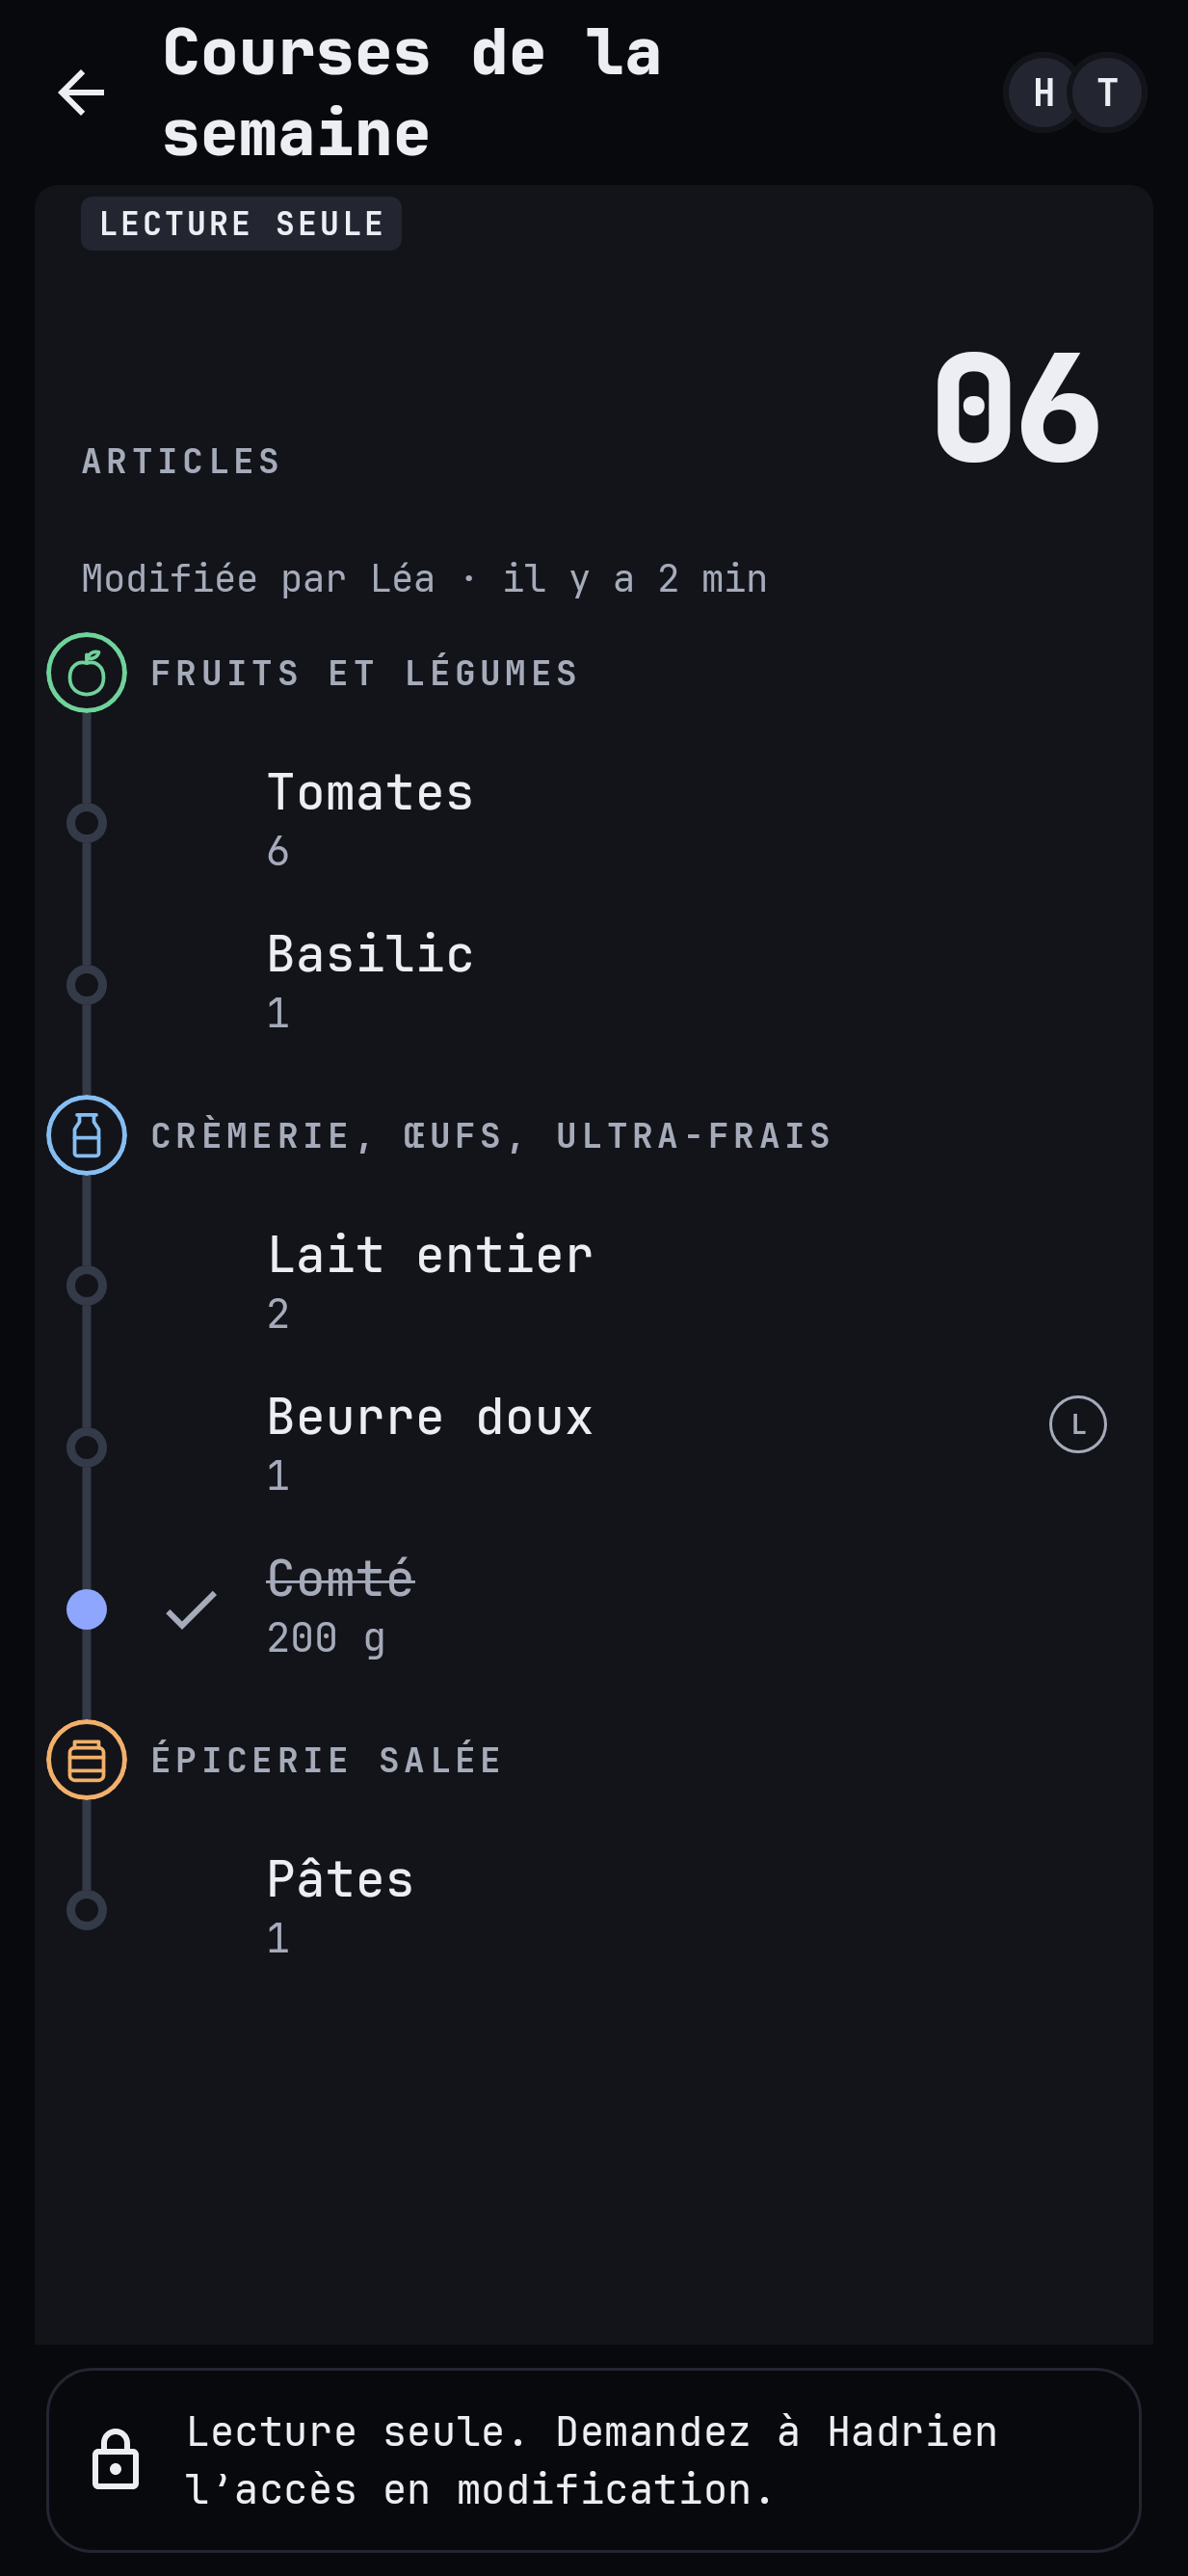 Courses de la
semaine
H T
LECTURE SEULE
06
ARTICLES
Modifiée par Léa · il y a 2 min
FRUITS ET LÉGUMES
Tomates
6
Basilic
1
CRÈMERIE, ŒUFS, ULTRA-FRAIS
Lait entier
2
Beurre doux
L
1
Comté
200 g
ÉPICERIE SALÉE
Pâtes
1
Lecture seule. Demandez à Hadrien
l’accès en modification.